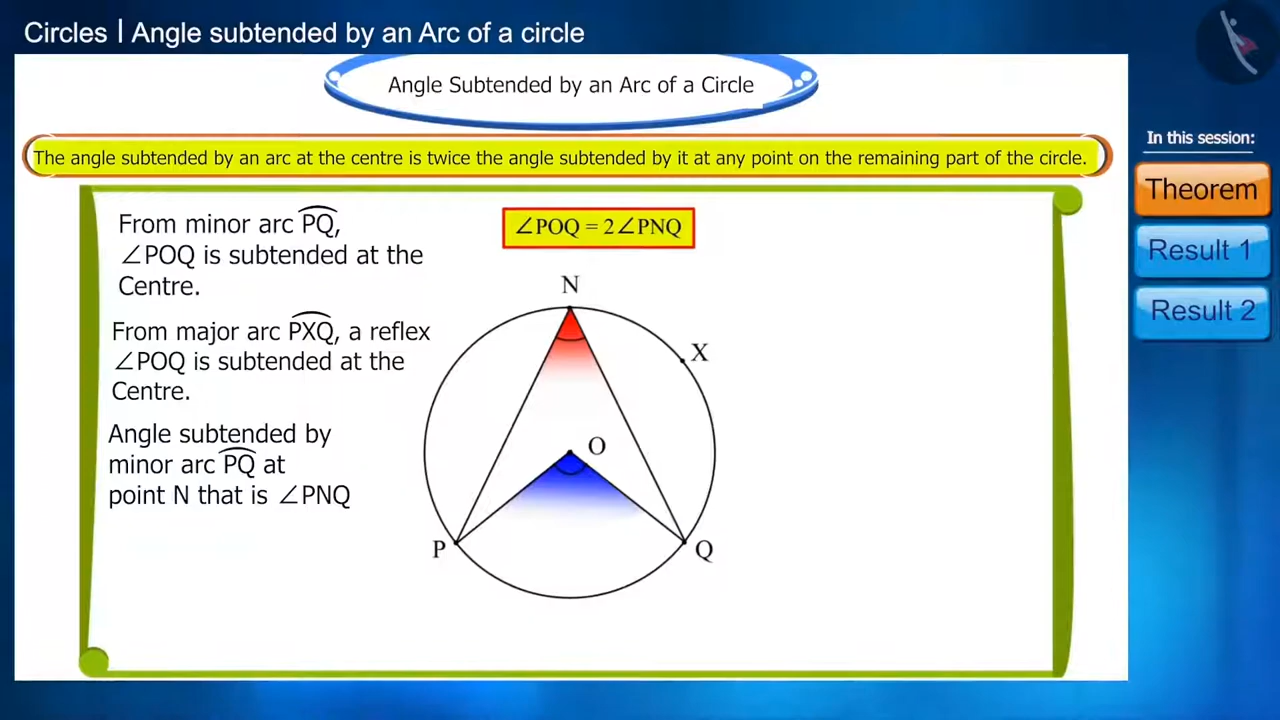 Circles | Angle subtended by an Arc of a circle
Angle Subtended by an Arc of a Circle
The angle subtended by an arc at the centre is twice the angle subtended by it at any point on the remaining part of the circle.
From minor arc P͡Q,
∠POQ is subtended at the
Centre.
From major arc P͡XQ, a reflex
∠POQ is subtended at the
Centre.
Angle subtended by
minor arc P͡Q at
point N that is ∠PNQ
∠POQ = 2∠PNQ
N
X
O
P
Q
In this session:
Theorem
Result 1
Result 2